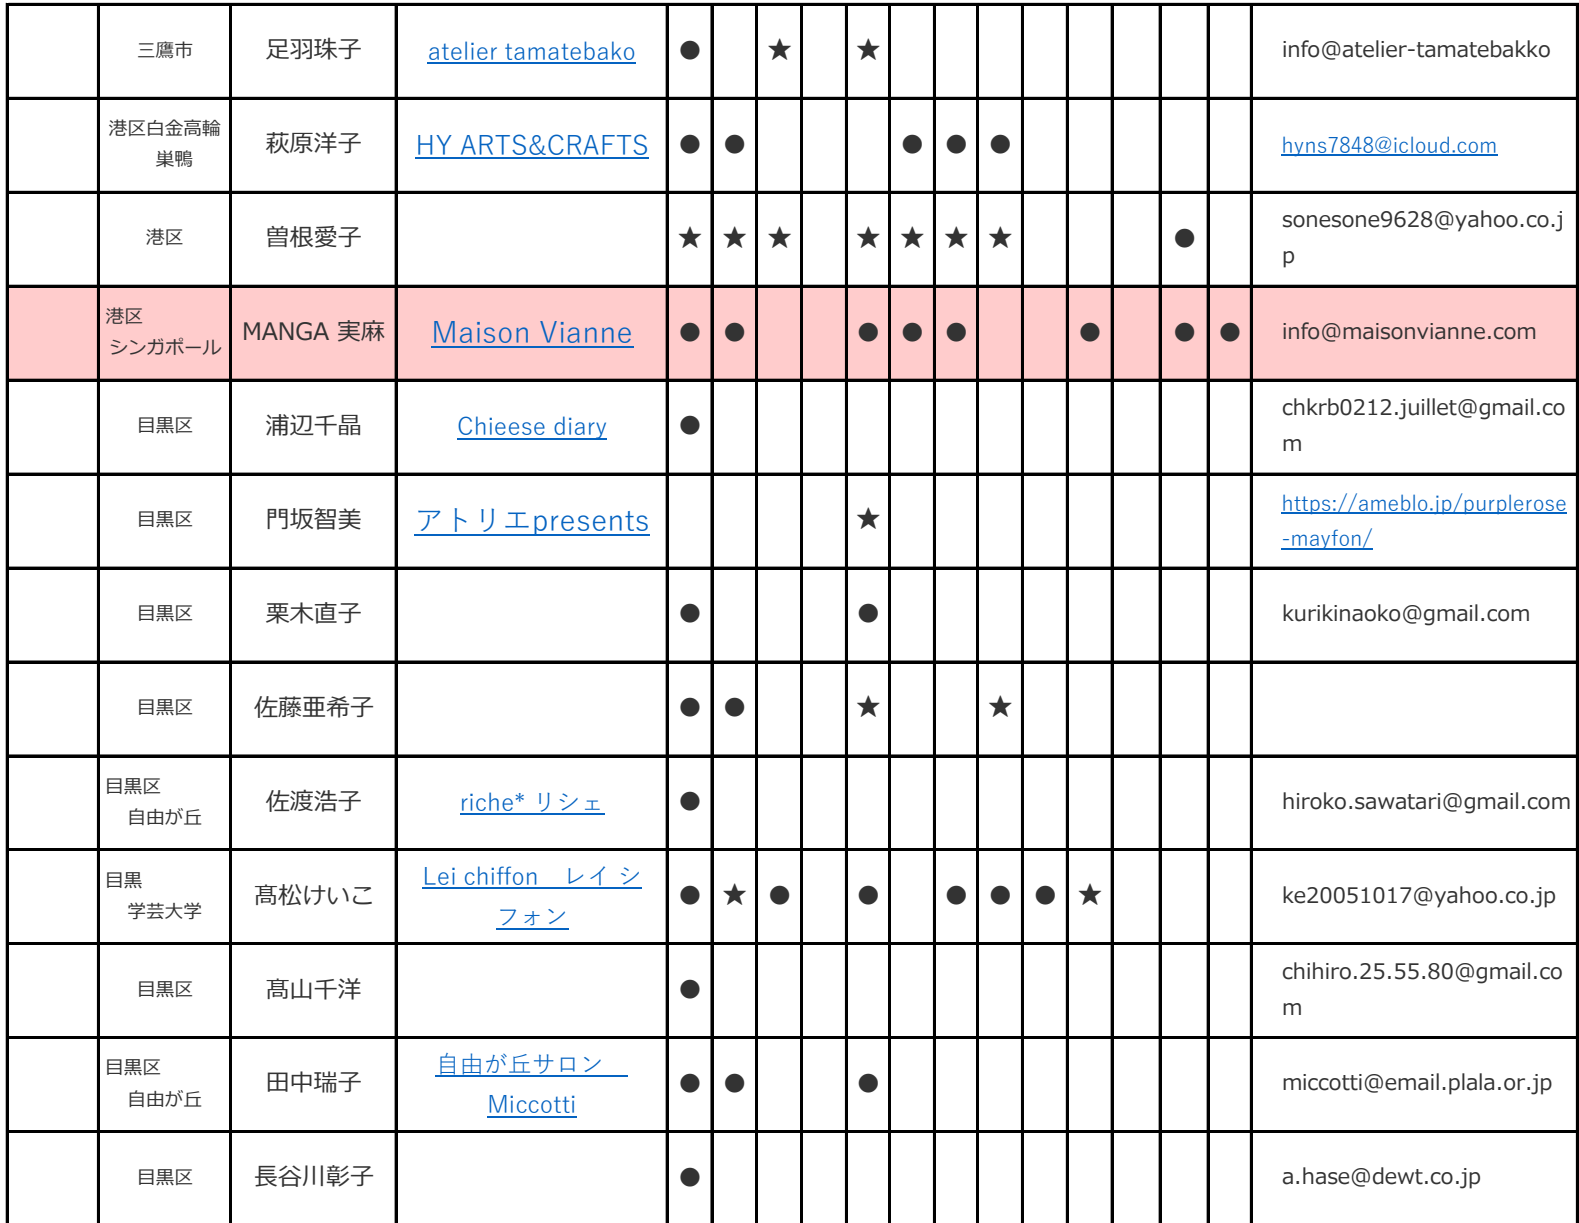 三鷹市 足羽珠子 atelier tamatebako ● ★ ★ info@atelier-tamatebakko
港区白金高輪
巣鴨 萩原洋子 HY ARTS&CRAFTS ● ● ● ● ● hyns7848@icloud.com
港区 曽根愛子 ★ ★ ★ ★ ★ ★ ★ ● sonesone9628@yahoo.co.j
p
港区
シンガポール MANGA 実麻 Maison Vianne ● ● ● ● ● ● ● ● info@maisonvianne.com
目黒区 浦辺千晶 Chieese diary ● chkrb0212.juillet@gmail.co
m
目黒区 門坂智美 アトリエpresents ★ https://ameblo.jp/purplerose
-mayfon/
目黒区 栗木直子 ● ● kurikinaoko@gmail.com
目黒区 佐藤亜希子 ● ● ★ ★
目黒区
自由が丘 佐渡浩子 riche* リシェ ● hiroko.sawatari@gmail.com
目黒
学芸大学 髙松けいこ Lei chiffon　レイ シ
フォン ● ★ ● ● ● ● ● ★ ke20051017@yahoo.co.jp
目黒区 髙山千洋 ● chihiro.25.55.80@gmail.co
m
目黒区
自由が丘 田中瑞子 自由が丘サロン
Miccotti ● ● ● miccotti@email.plala.or.jp
目黒区 長谷川彰子 ● a.hase@dewt.co.jp